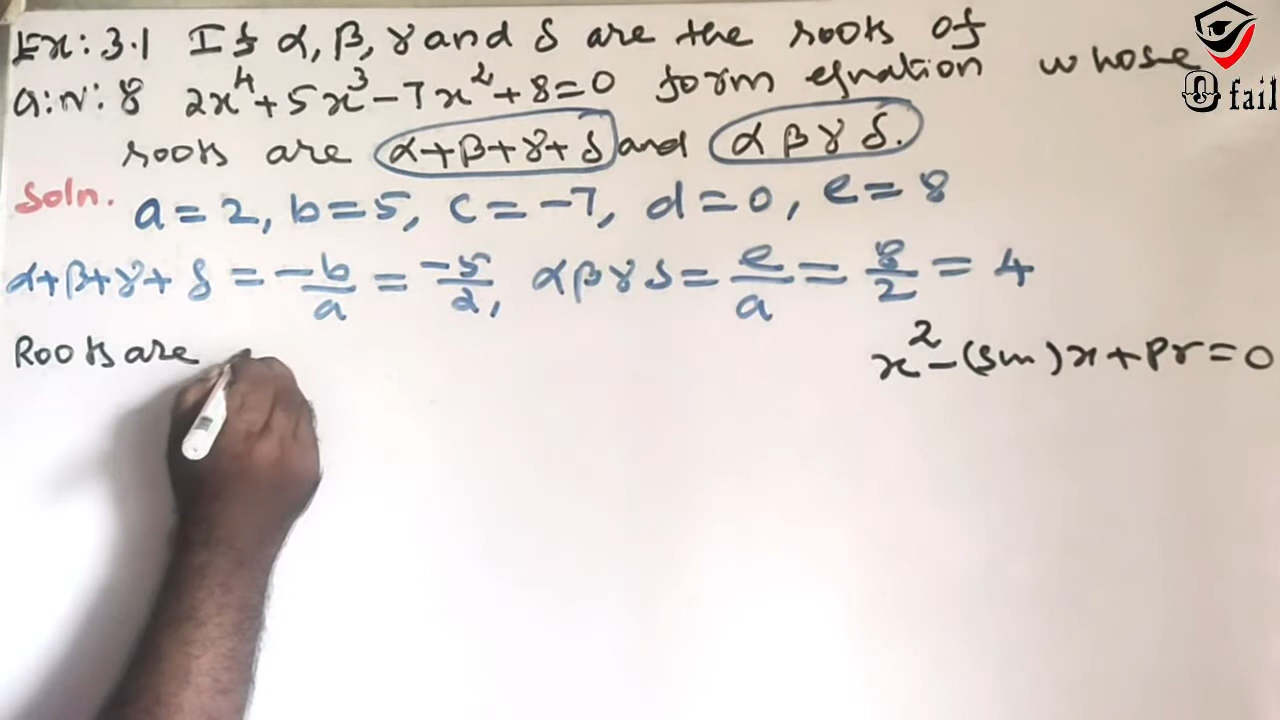 Ex: 3.1 If α, β, γ and δ are the roots of
Q: N: 8 2x⁴ + 5x³ - 7x² + 8 = 0 form equation whose
roots are α+β+γ+δ and αβγδ.
Soln. a = 2, b = 5, c = -7, d = 0, e = 8
α+β+γ+δ = -b/a = -5/2, αβγδ = e/a = 8/2 = 4
Roots are x² - (sm)x + pr = 0
0 fail